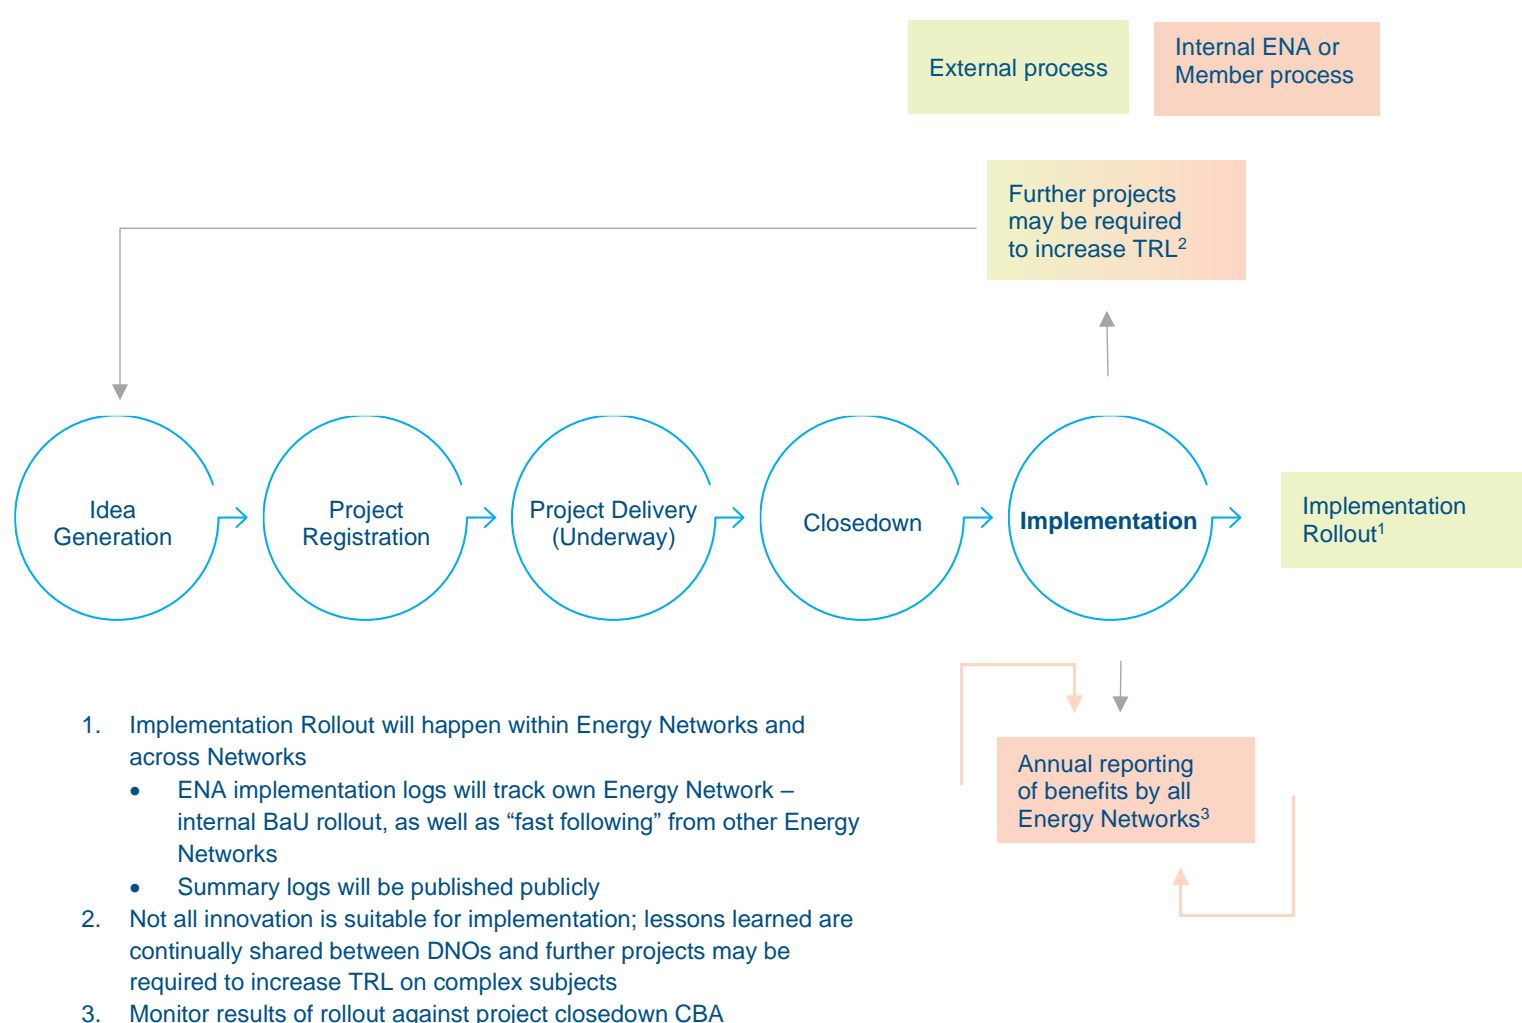 External process
Internal ENA or
Member process
Further projects
may be required
to increase TRL²
Idea
Generation
Project
Registration
Project Delivery
(Underway)
Closedown
Implementation
Implementation
Rollout¹
Annual reporting
of benefits by all
Energy Networks³
1. Implementation Rollout will happen within Energy Networks and
across Networks
• ENA implementation logs will track own Energy Network –
internal BaU rollout, as well as “fast following” from other Energy
Networks
• Summary logs will be published publicly
2. Not all innovation is suitable for implementation; lessons learned are
continually shared between DNOs and further projects may be
required to increase TRL on complex subjects
3. Monitor results of rollout against project closedown CBA